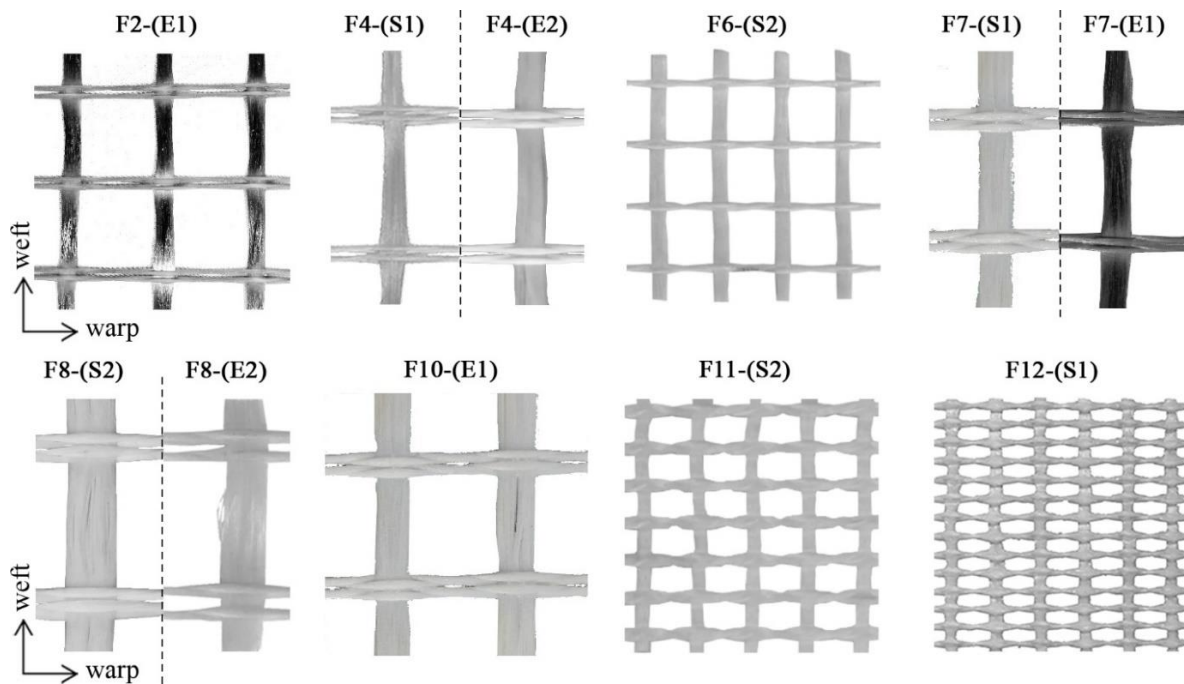 F2-(E1) F4-(S1) F4-(E2) F6-(S2) F7-(S1) F7-(E1)
weft
warp
F8-(S2) F8-(E2) F10-(E1) F11-(S2) F12-(S1)
weft
warp